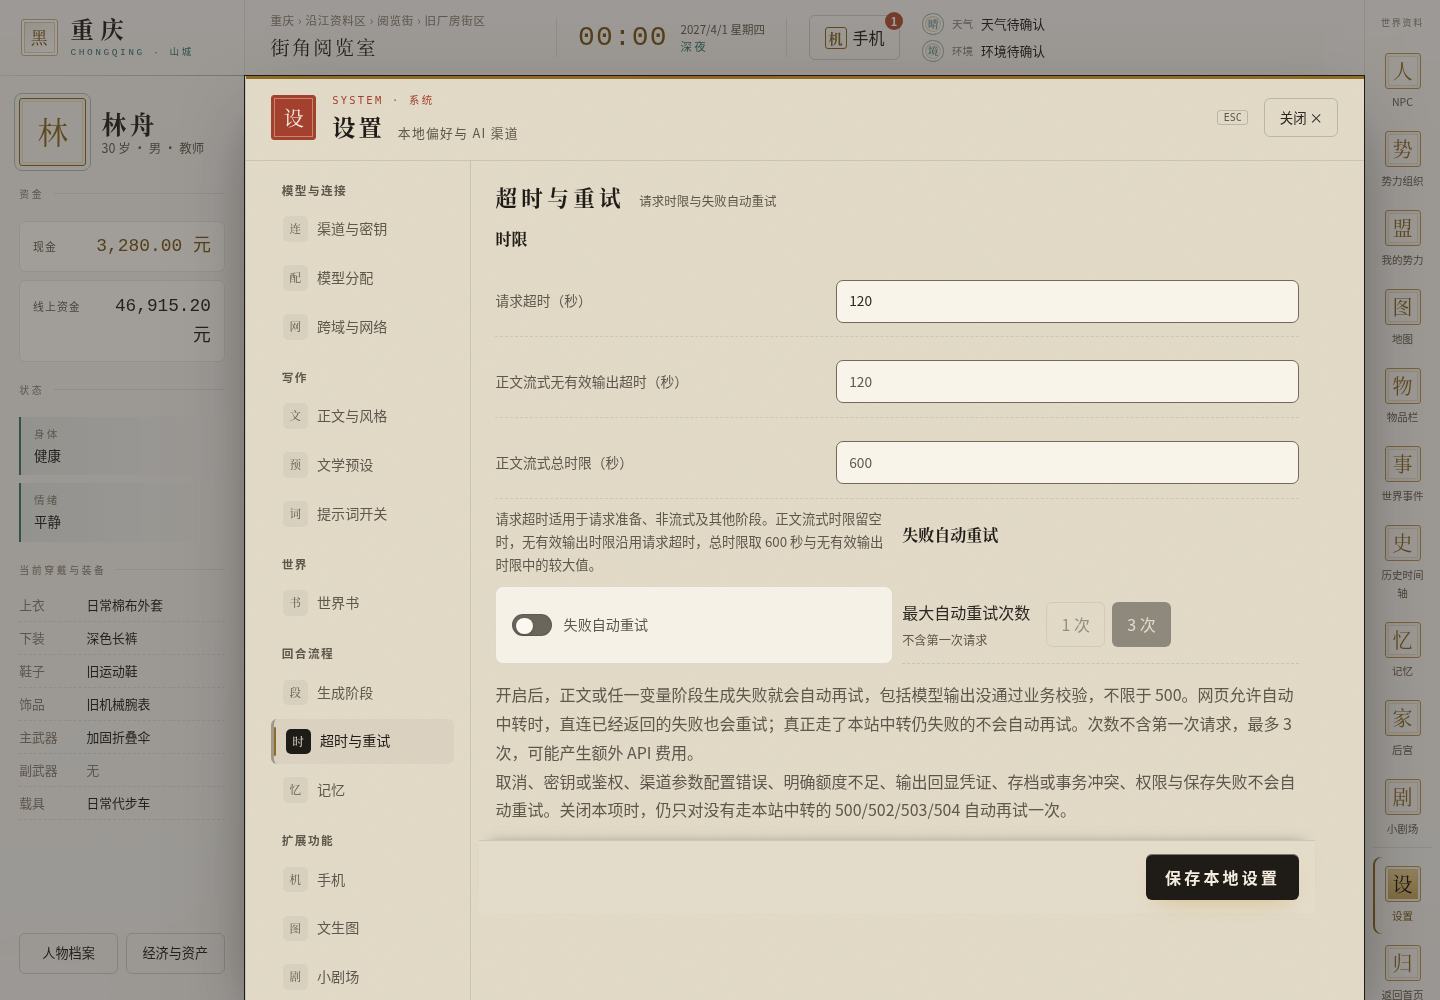 黑
重庆
CHONGQING · 山城
重庆 › 沿江资料区 › 阅览街 › 旧厂房街区
街角阅览室
00:00
2027/4/1 星期四
深夜
机 手机
1
晴 天气 天气待确认
境 环境 环境待确认
世界资料
林
林舟
30 岁 • 男 • 教师
资金
现金 3,280.00 元
线上资金 46,915.20
元
状态
身体
健康
情绪
平静
当前穿戴与装备
上衣 日常棉布外套
下装 深色长裤
鞋子 旧运动鞋
饰品 旧机械腕表
主武器 加固折叠伞
副武器 无
载具 日常代步车
人物档案
经济与资产
设
SYSTEM · 系统
设置 本地偏好与 AI 渠道
ESC
关闭 ×
模型与连接
连 渠道与密钥
配 模型分配
网 跨域与网络
写作
文 正文与风格
预 文学预设
词 提示词开关
世界
书 世界书
回合流程
段 生成阶段
时 超时与重试
忆 记忆
扩展功能
机 手机
图 文生图
剧 小剧场
超时与重试 请求时限与失败自动重试
时限
请求超时（秒）
120
正文流式无有效输出超时（秒）
120
正文流式总时限（秒）
600
请求超时适用于请求准备、非流式及其他阶段。正文流式时限留空
时，无有效输出时限沿用请求超时，总时限取 600 秒与无有效输出
时限中的较大值。
失败自动重试
失败自动重试
最大自动重试次数
不含第一次请求
1 次
3 次
开启后，正文或任一变量阶段生成失败就会自动再试，包括模型输出没通过业务校验，不限于 500。网页允许自动
中转时，直连已经返回的失败也会重试；真正走了本站中转仍失败的不会自动再试。次数不含第一次请求，最多 3
次，可能产生额外 API 费用。
取消、密钥或鉴权、渠道参数配置错误、明确额度不足、输出回显凭证、存档或事务冲突、权限与保存失败不会自
动重试。关闭本项时，仍只对没有走本站中转的 500/502/503/504 自动再试一次。
保存本地设置
人
NPC
势
势力组织
盟
我的势力
图
地图
物
物品栏
事
世界事件
史
历史时间
轴
忆
记忆
家
后宫
剧
小剧场
设
设置
归
返回首页